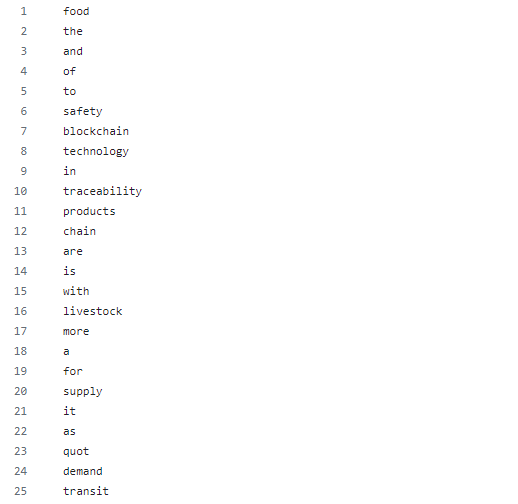 1 food
2 the
3 and
4 of
5 to
6 safety
7 blockchain
8 technology
9 in
10 traceability
11 products
12 chain
13 are
14 is
15 with
16 livestock
17 more
18 a
19 for
20 supply
21 it
22 as
23 quot
24 demand
25 transit